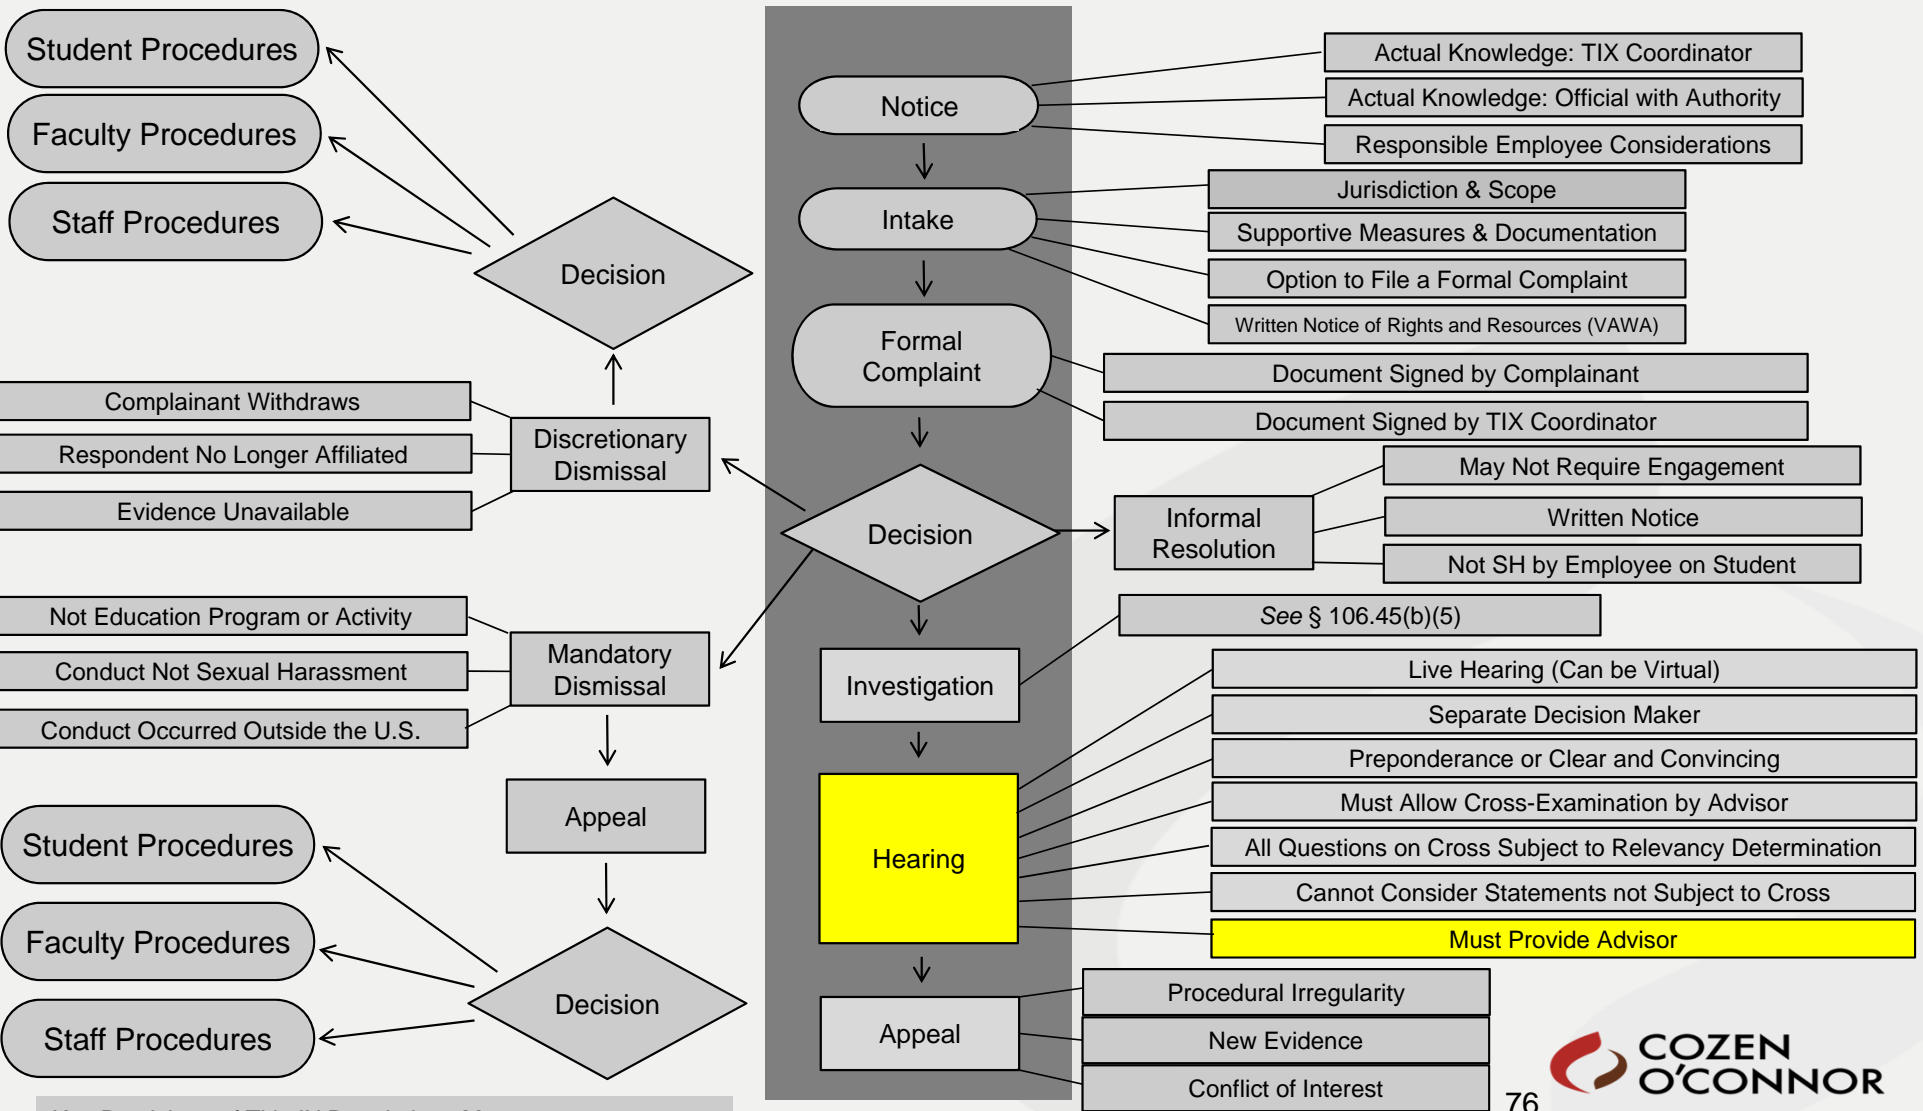 Student Procedures
Faculty Procedures
Staff Procedures
Decision
Complainant Withdraws
Respondent No Longer Affiliated
Evidence Unavailable
Discretionary
Dismissal
Not Education Program or Activity
Conduct Not Sexual Harassment
Conduct Occurred Outside the U.S.
Mandatory
Dismissal
Appeal
Student Procedures
Faculty Procedures
Staff Procedures
Decision
Notice
Actual Knowledge: TIX Coordinator
Actual Knowledge: Official with Authority
Responsible Employee Considerations
Intake
Jurisdiction & Scope
Supportive Measures & Documentation
Option to File a Formal Complaint
Written Notice of Rights and Resources (VAWA)
Formal
Complaint
Document Signed by Complainant
Document Signed by TIX Coordinator
Decision
Informal
Resolution
May Not Require Engagement
Written Notice
Not SH by Employee on Student
Investigation
See § 106.45(b)(5)
Hearing
Live Hearing (Can be Virtual)
Separate Decision Maker
Preponderance or Clear and Convincing
Must Allow Cross-Examination by Advisor
All Questions on Cross Subject to Relevancy Determination
Cannot Consider Statements not Subject to Cross
Must Provide Advisor
Appeal
Procedural Irregularity
New Evidence
Conflict of Interest
COZEN
O'CONNOR
76